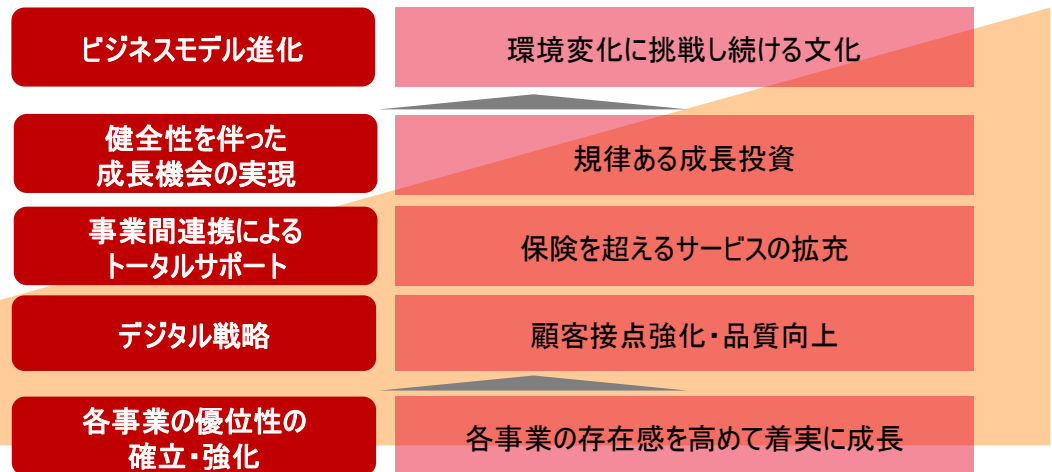 ビジネスモデル進化
環境変化に挑戦し続ける文化
健全性を伴った
成長機会の実現
規律ある成長投資
事業間連携による
トータルサポート
保険を超えるサービスの拡充
デジタル戦略
顧客接点強化・品質向上
各事業の優位性の
確立・強化
各事業の存在感を高めて着実に成長